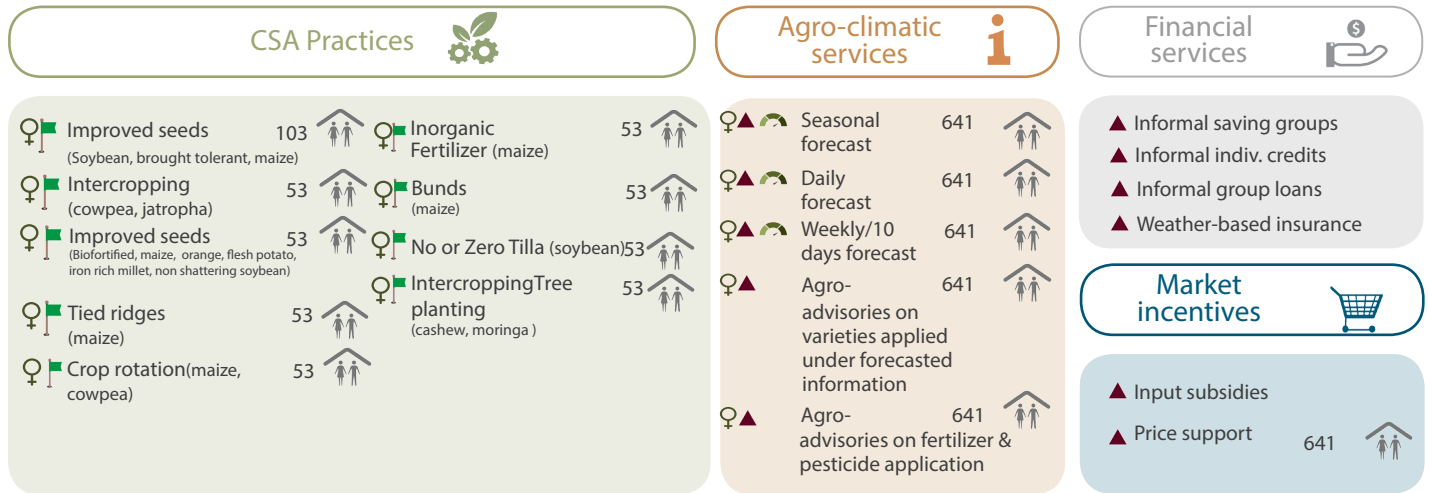 CSA Practices
Improved seeds 103
(Soybean, brought tolerant, maize)
Intercropping 53
(cowpea, jatropha)
Improved seeds 53
(Biofortified, maize, orange, flesh potato,
iron rich millet, non shattering soybean)
Tied ridges 53
(maize)
Crop rotation(maize, 53
cowpea)
Inorganic 53
Fertilizer (maize)
Bunds 53
(maize)
No or Zero Tilla (soybean)53
IntercroppingTree 53
planting
(cashew, moringa )
Agro-climatic
services
Seasonal 641
forecast
Daily 641
forecast
Weekly/10 641
days forecast
Agro- 641
advisories on
varieties applied
under forecasted
information
Agro- 641
advisories on fertilizer &
pesticide application
Financial
services
$
Informal saving groups
Informal indiv. credits
Informal group loans
Weather-based insurance
Market
incentives
Input subsidies
Price support 641